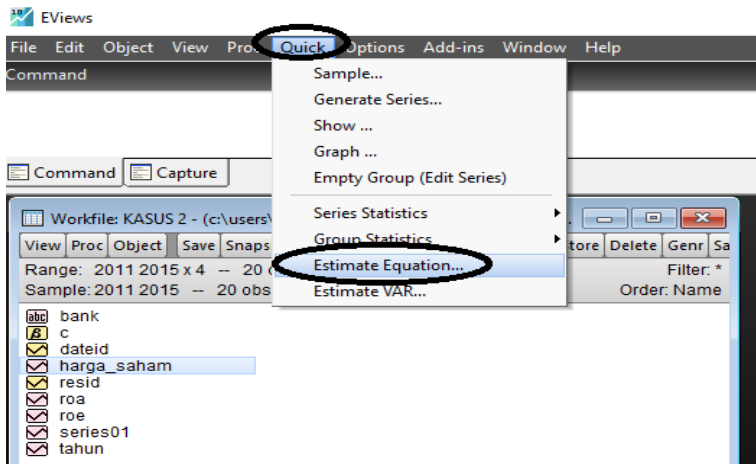 EViews
File Edit Object View Pro Quick Options Add-ins Window Help
Command
Sample...
Generate Series...
Show ...
Graph ...
Empty Group (Edit Series)
Series Statistics
Group Statistics
Estimate Equation...
Estimate VAR...
Command Capture
Workfile: KASUS 2 - (c:\users\
View Proc Object Save Snaps tore Delete Genr Sa
Range: 2011 2015 x 4 -- 20 Filter: *
Sample: 2011 2015 -- 20 obs Order: Name
abc bank
β c
dateid
harga_saham
resid
roa
roe
series01
tahun